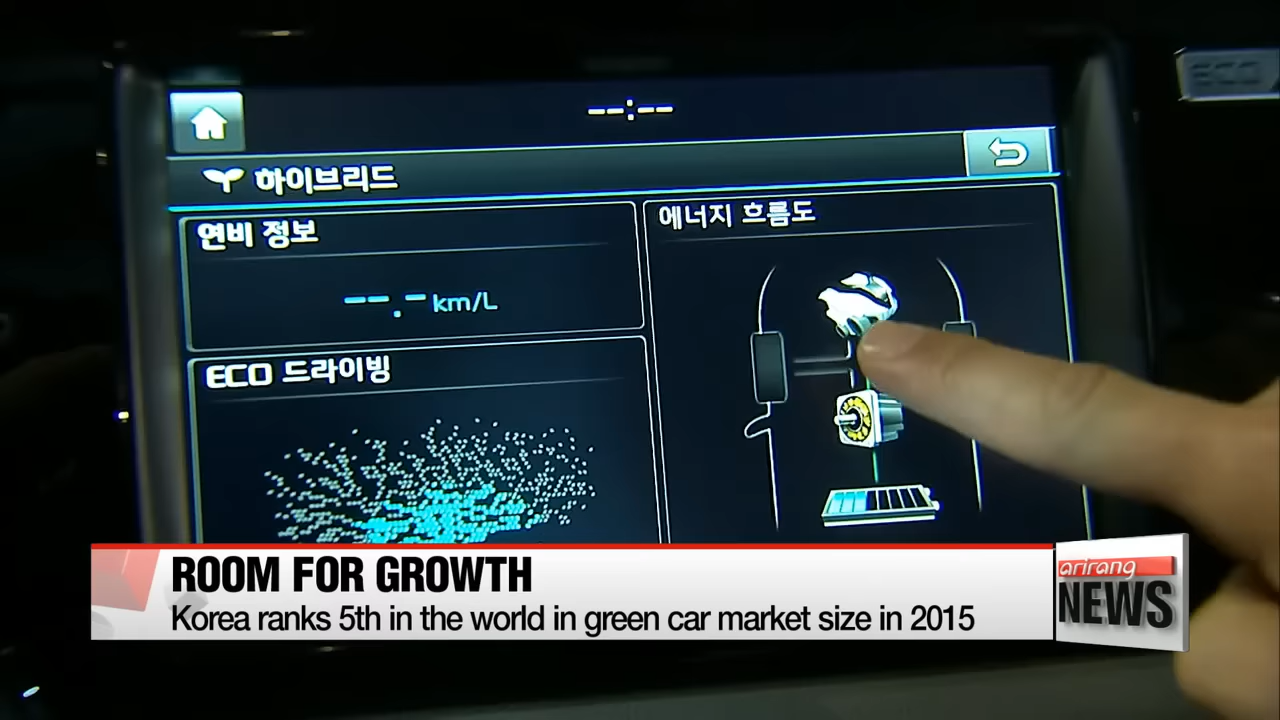 ECO
--:--
하이브리드
연비 정보
--.- km/L
에너지 흐름도
ECO 드라이빙
ROOM FOR GROWTH
Korea ranks 5th in the world in green car market size in 2015
arirang
NEWS